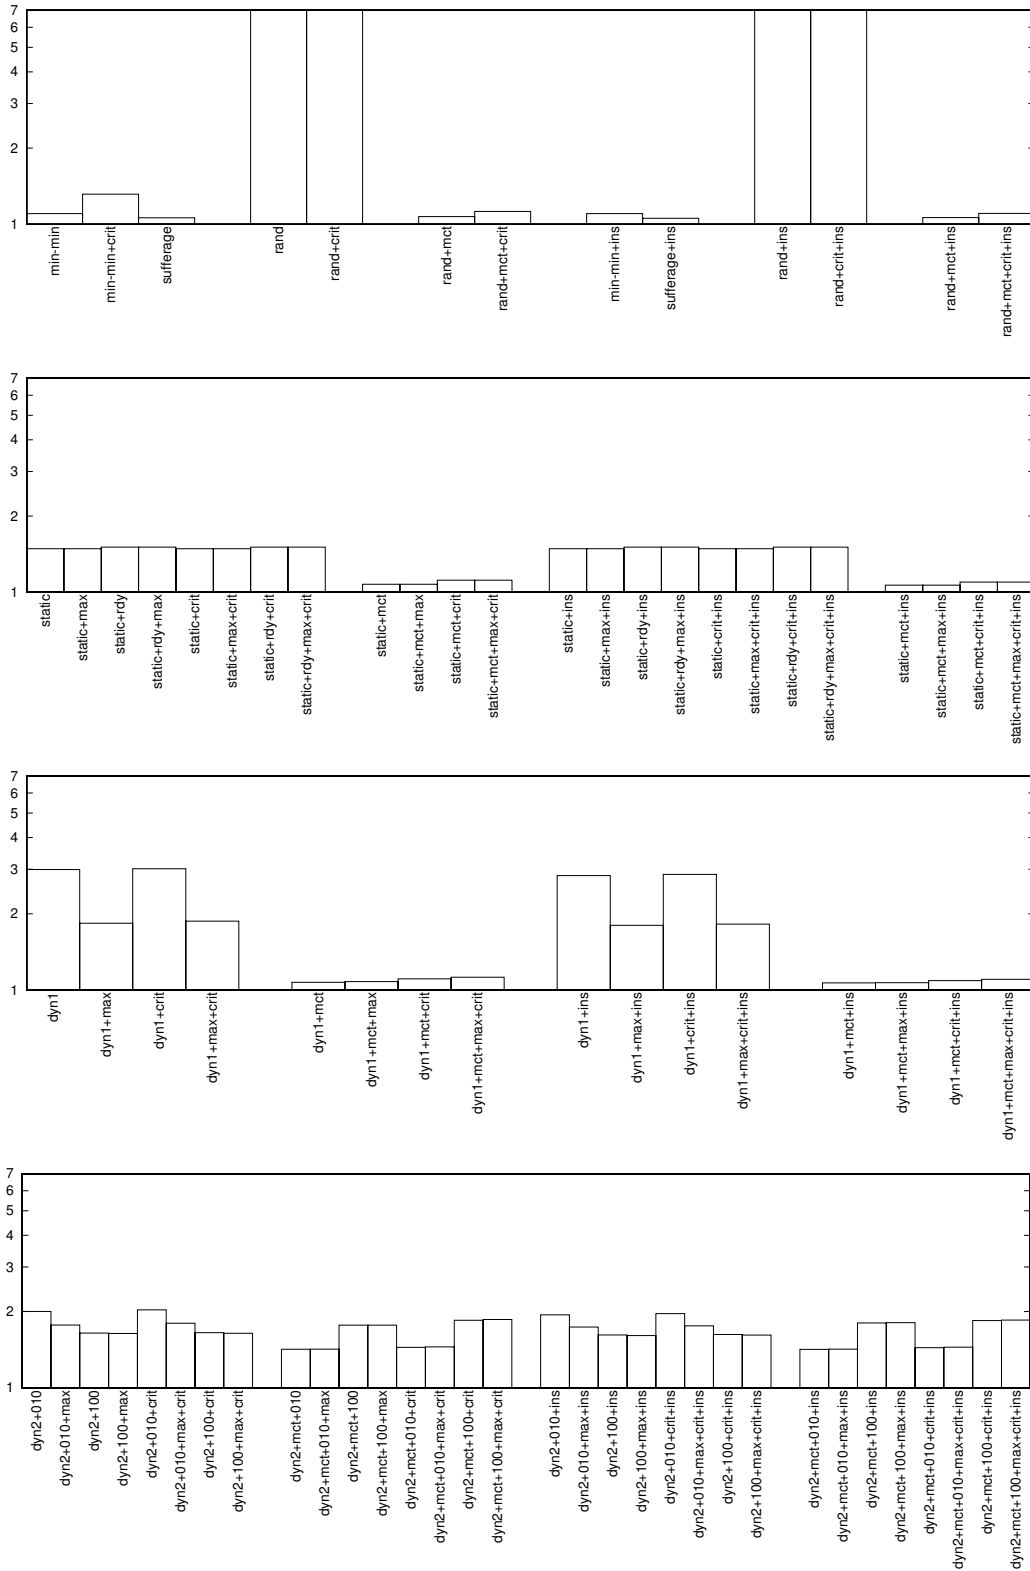 7
6
5
4
3
2
1
min-min
min-min+crit
sufferage
rand
rand+crit
rand+mct
rand+mct+crit
min-min+ins
sufferage+ins
rand+ins
rand+crit+ins
rand+mct+ins
rand+mct+crit+ins
7
6
5
4
3
2
1
static
static+max
static+rdy
static+rdy+max
static+crit
static+max+crit
static+rdy+crit
static+rdy+max+crit
static+mct
static+mct+max
static+mct+crit
static+mct+max+crit
static+ins
static+max+ins
static+rdy+ins
static+rdy+max+ins
static+crit+ins
static+max+crit+ins
static+rdy+crit+ins
static+rdy+max+crit+ins
static+mct+ins
static+mct+max+ins
static+mct+crit+ins
static+mct+max+crit+ins
7
6
5
4
3
2
1
dyn1
dyn1+max
dyn1+crit
dyn1+max+crit
dyn1+mct
dyn1+mct+max
dyn1+mct+crit
dyn1+mct+max+crit
dyn1+ins
dyn1+max+ins
dyn1+crit+ins
dyn1+max+crit+ins
dyn1+mct+ins
dyn1+mct+max+ins
dyn1+mct+crit+ins
dyn1+mct+max+crit+ins
7
6
5
4
3
2
1
dyn2+010
dyn2+010+max
dyn2+100
dyn2+100+max
dyn2+010+crit
dyn2+010+max+crit
dyn2+100+crit
dyn2+100+max+crit
dyn2+mct+010
dyn2+mct+010+max
dyn2+mct+100
dyn2+mct+100+max
dyn2+mct+010+crit
dyn2+mct+010+max+crit
dyn2+mct+100+crit
dyn2+mct+100+max+crit
dyn2+010+ins
dyn2+010+max+ins
dyn2+100+ins
dyn2+100+max+ins
dyn2+010+crit+ins
dyn2+010+max+crit+ins
dyn2+100+crit+ins
dyn2+100+max+crit+ins
dyn2+mct+010+ins
dyn2+mct+010+max+ins
dyn2+mct+100+ins
dyn2+mct+100+max+ins
dyn2+mct+010+crit+ins
dyn2+mct+010+max+crit+ins
dyn2+mct+100+crit+ins
dyn2+mct+100+max+crit+ins